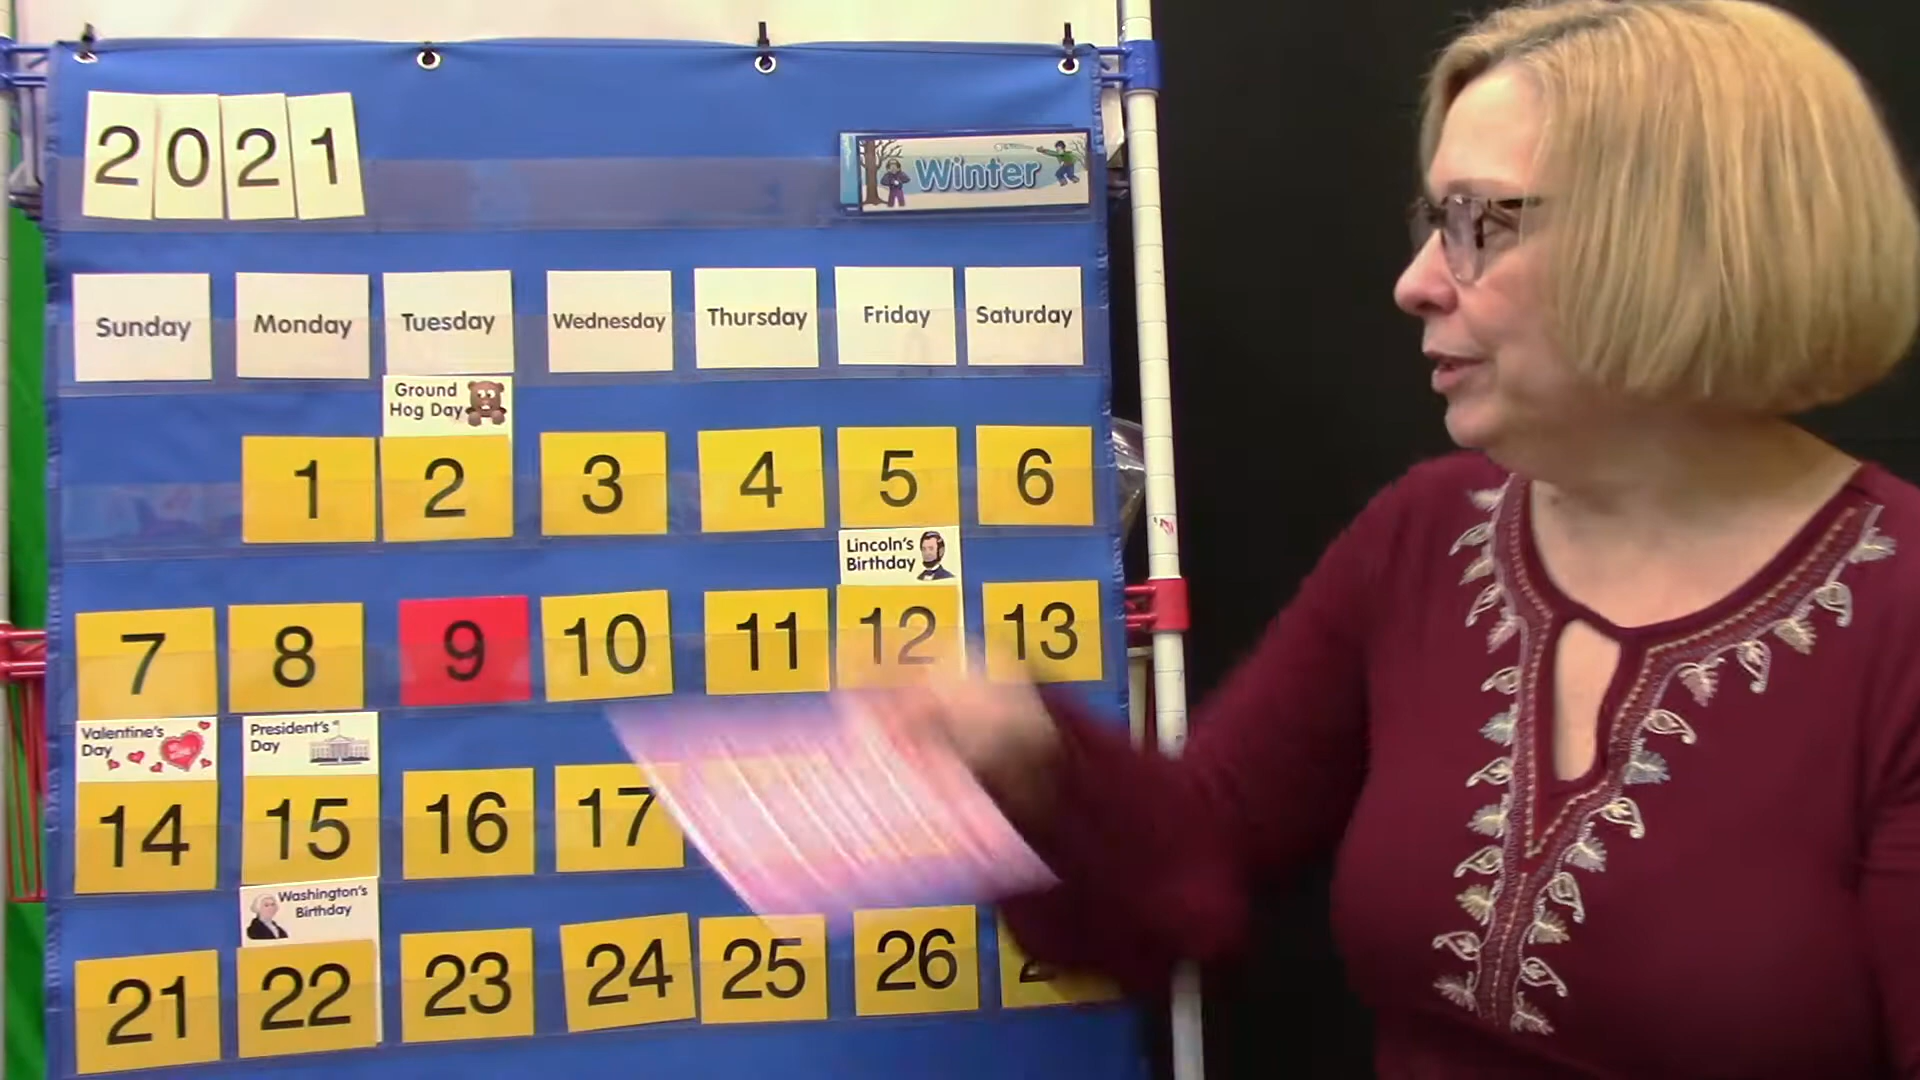 2021
Winter
Sunday Monday Tuesday Wednesday Thursday Friday Saturday
Ground
Hog Day
1 2 3 4 5 6
Lincoln's
Birthday
7 8 9 10 11 12 13
Valentine's
Day
President's
Day
14 15 16 17
Washington's
Birthday
21 22 23 24 25 26